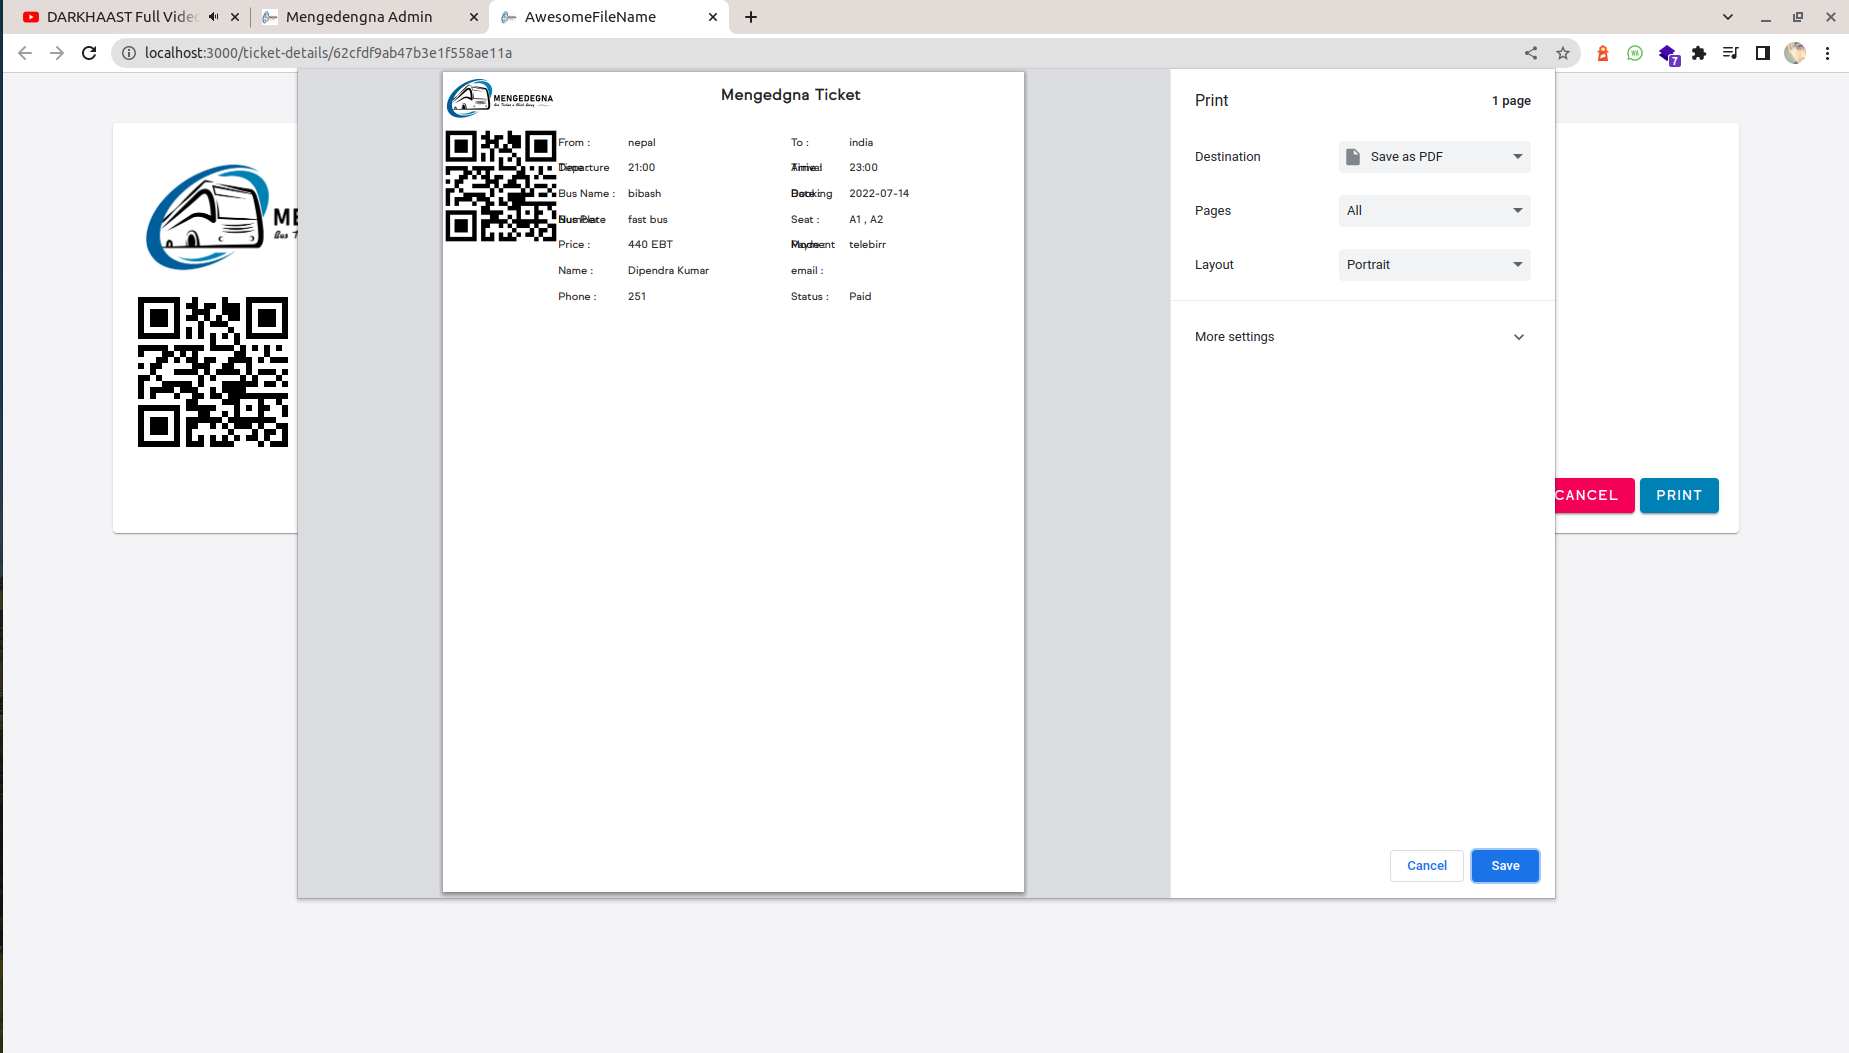 DARKHAAST Full Vide
Mengedengna Admin
AwesomeFileName
localhost:3000/ticket-details/62cfdf9ab47b3e1f558ae11a
7
MENGEDEGNA
Mengedgna Ticket
From : nepal To : india
Departure 21:00 23:00
Bus Name : bibash Booking 2022-07-14
fast bus Seat : A1 , A2
Price : 440 EBT Payment telebirr
Name : Dipendra Kumar email :
Phone : 251 Status : Paid
Print 1 page
Destination Save as PDF
Pages All
Layout Portrait
More settings
Cancel Save
ME
Bus T
CANCEL PRINT